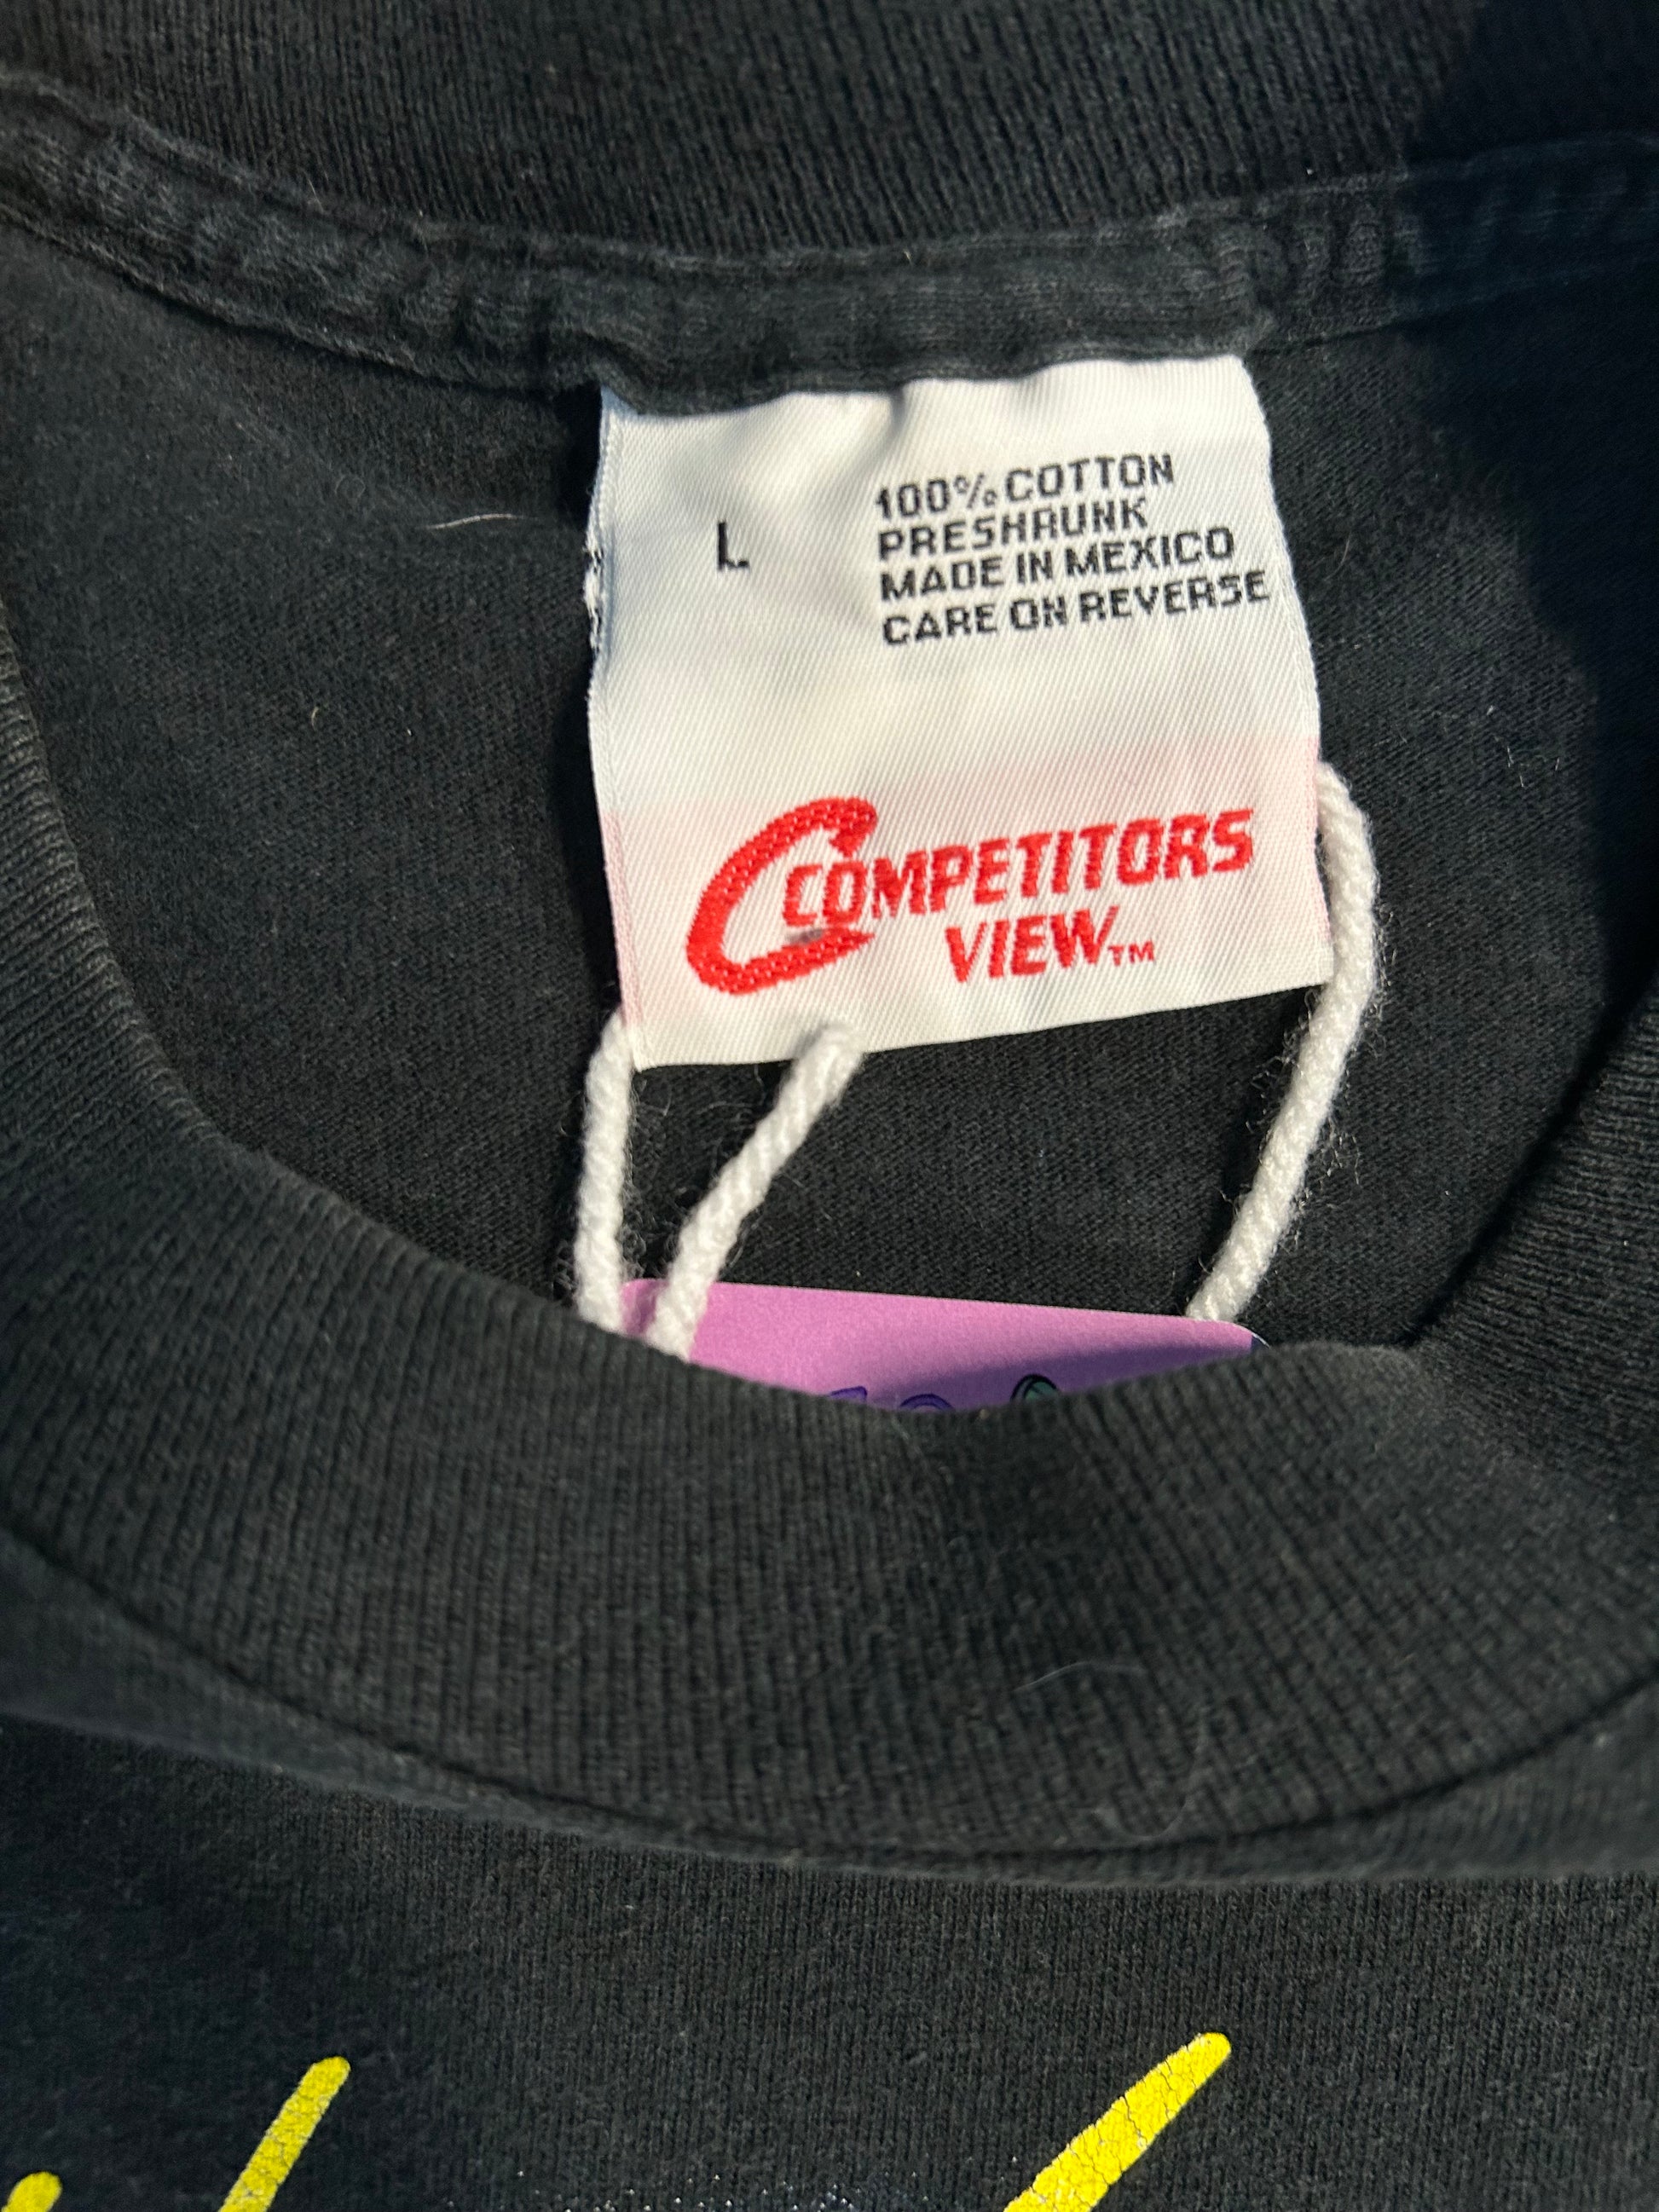 L
100% COTTON
PRESHRUNK
MADE IN MEXICO
CARE ON REVERSE
COMPETITORS
VIEW™